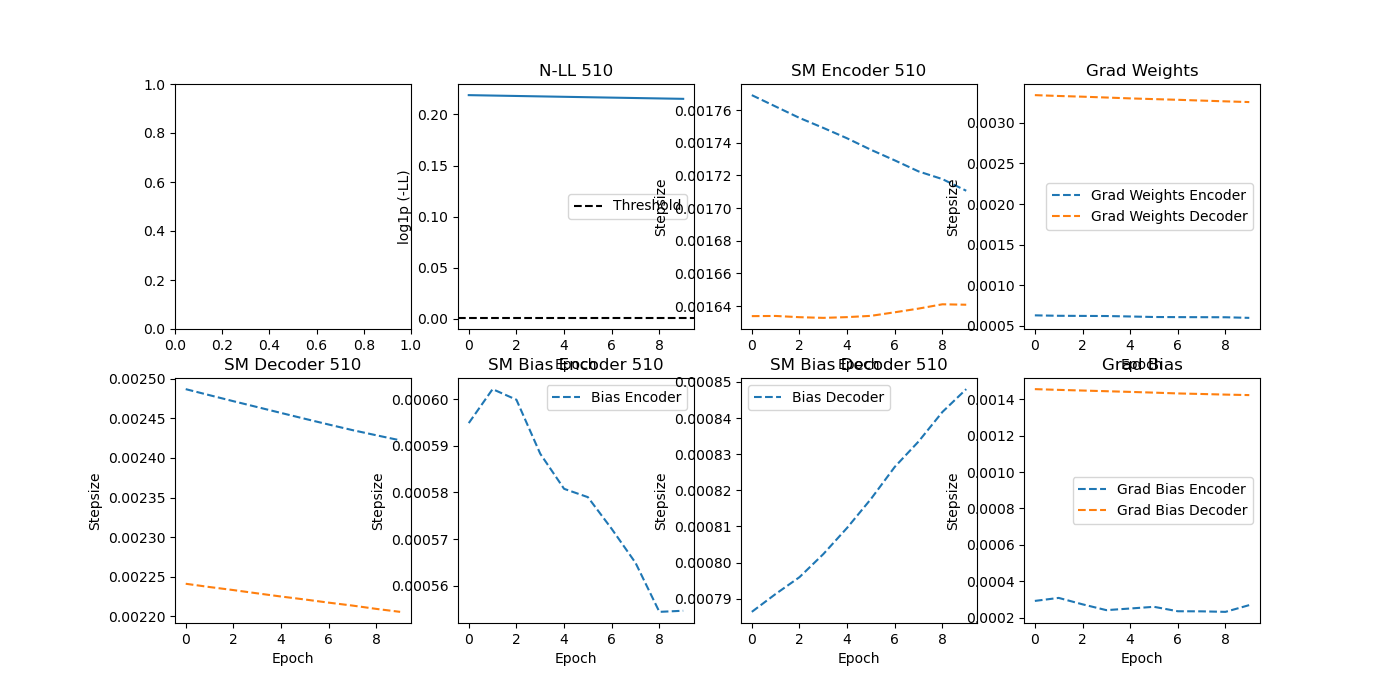 1.0
0.8
0.6
0.4
0.2
0.0
0.0 0.2 0.4 0.6 0.8 1.0
N-LL 510
log1p (-LL)
0.20
0.15
0.10
0.05
0.00
Threshold
0 2 4 6 8
Epoch
SM Encoder 510
Stepsize
0.00176
0.00174
0.00172
0.00170
0.00168
0.00166
0.00164
0 2 4 6 8
Epoch
Grad Weights
Stepsize
0.0030
0.0025
0.0020
0.0015
0.0010
0.0005
Grad Weights Encoder
Grad Weights Decoder
0 2 4 6 8
Epoch
SM Decoder 510
Stepsize
0.00250
0.00245
0.00240
0.00235
0.00230
0.00225
0.00220
0 2 4 6 8
Epoch
SM Bias Encoder 510
Stepsize
0.00060
0.00059
0.00058
0.00057
0.00056
Bias Encoder
0 2 4 6 8
Epoch
SM Bias Decoder 510
Stepsize
0.00085
0.00084
0.00083
0.00082
0.00081
0.00080
0.00079
Bias Decoder
0 2 4 6 8
Epoch
Grad Bias
Stepsize
0.0014
0.0012
0.0010
0.0008
0.0006
0.0004
0.0002
Grad Bias Encoder
Grad Bias Decoder
0 2 4 6 8
Epoch